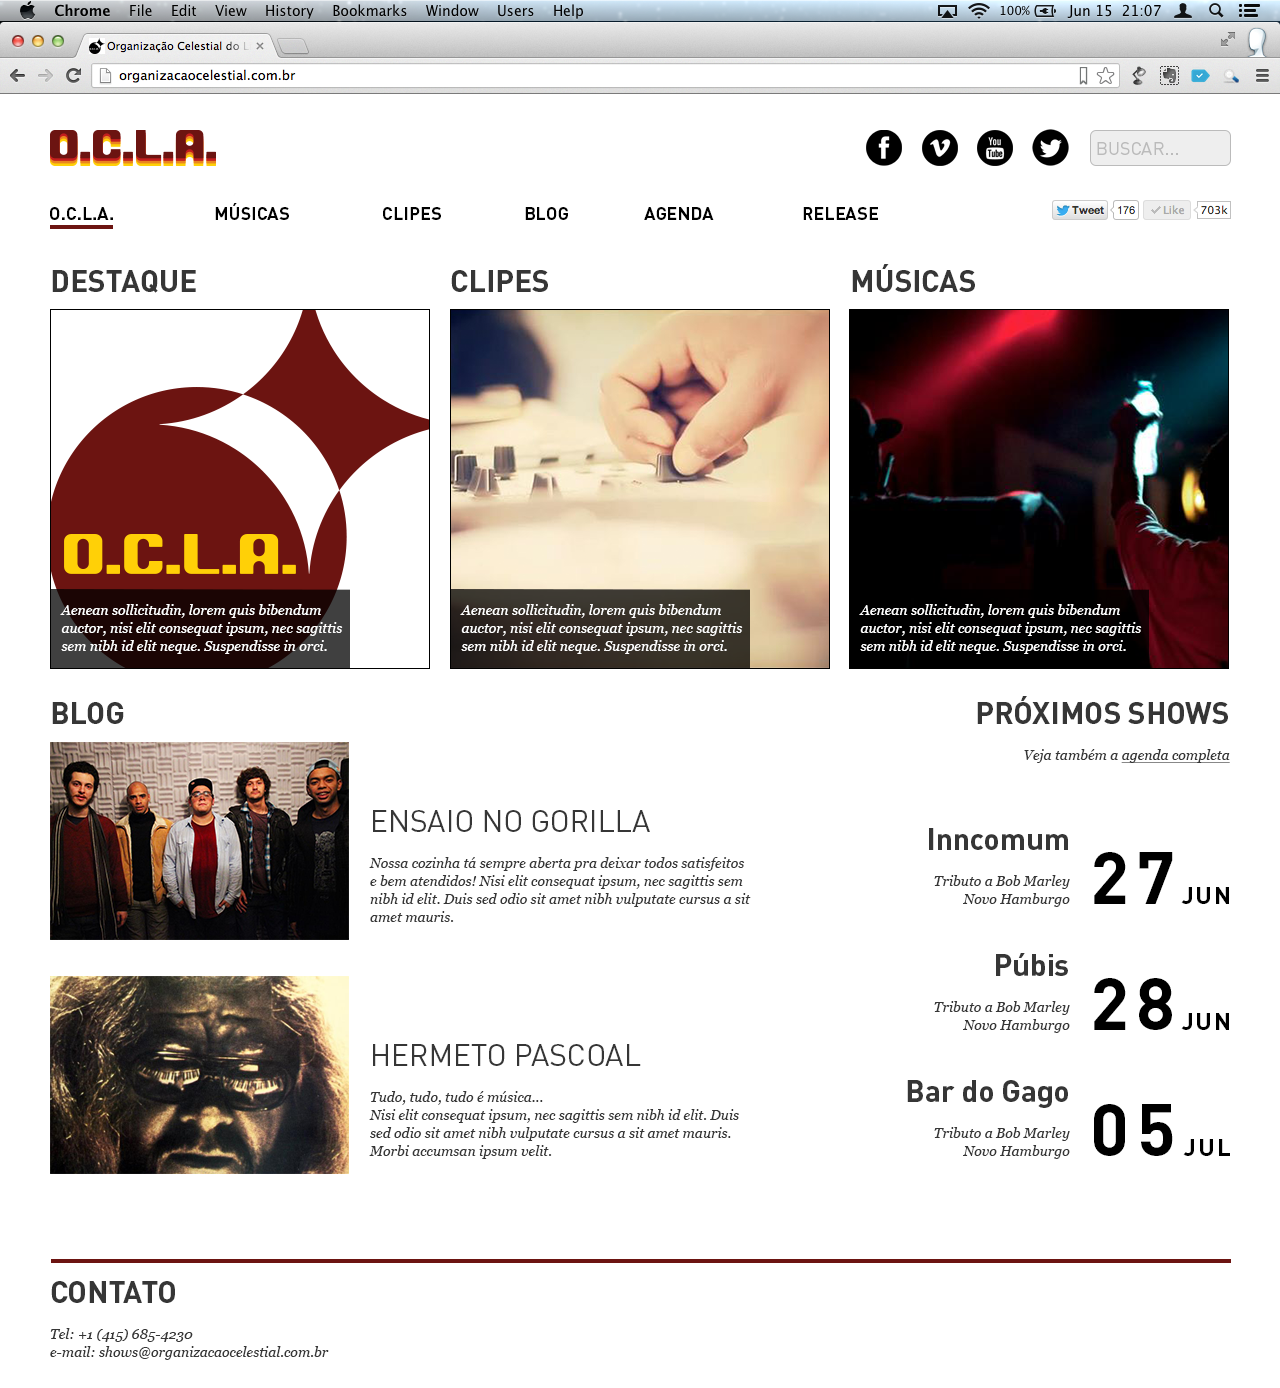 Chrome File Edit View History Bookmarks Window Users Help 100% Jun 15 21:07
Organização Celestial do
organizacaocelestial.com.br
O.C.L.A.
f
You
Tube
BUSCAR...
O.C.L.A. MÚSICAS CLIPES BLOG AGENDA RELEASE
Tweet 176 Like 703k
DESTAQUE
CLIPES
MÚSICAS
O.C.L.A.
Aenean sollicitudin, lorem quis bibendum
auctor, nisi elit consequat ipsum, nec sagittis
sem nibh id elit neque. Suspendisse in orci.
Aenean sollicitudin, lorem quis bibendum
auctor, nisi elit consequat ipsum, nec sagittis
sem nibh id elit neque. Suspendisse in orci.
Aenean sollicitudin, lorem quis bibendum
auctor, nisi elit consequat ipsum, nec sagittis
sem nibh id elit neque. Suspendisse in orci.
BLOG
ENSAIO NO GORILLA
Nossa cozinha tá sempre aberta pra deixar todos satisfeitos
e bem atendidos! Nisi elit consequat ipsum, nec sagittis sem
nibh id elit. Duis sed odio sit amet nibh vulputate cursus a sit
amet mauris.
HERMETO PASCOAL
Tudo, tudo, tudo é música...
Nisi elit consequat ipsum, nec sagittis sem nibh id elit. Duis
sed odio sit amet nibh vulputate cursus a sit amet mauris.
Morbi accumsan ipsum velit.
PRÓXIMOS SHOWS
Veja também a agenda completa
Inncomum
Tributo a Bob Marley
Novo Hamburgo
27 JUN
Púbis
Tributo a Bob Marley
Novo Hamburgo
28 JUN
Bar do Gago
Tributo a Bob Marley
Novo Hamburgo
05 JUL
CONTATO
Tel: +1 (415) 685-4230
e-mail: shows@organizacaocelestial.com.br